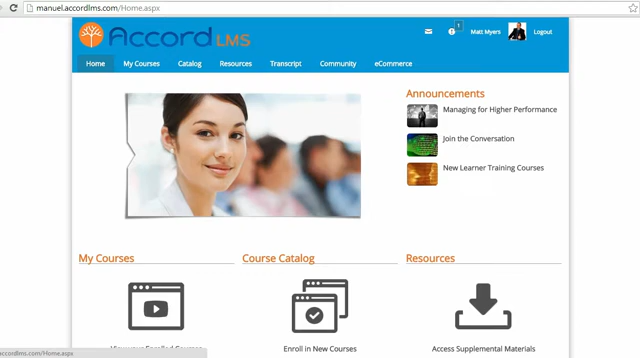 manuel.accordlms.com/Home.aspx
Accord LMS
1
Matt Myers
Logout
Home
My Courses
Catalog
Resources
Transcript
Community
eCommerce
Announcements
Managing for Higher Performance
Join the Conversation
New Learner Training Courses
My Courses
Course Catalog
Resources
Enroll in New Courses
Access Supplemental Materials
accordlms.com/Home.aspx